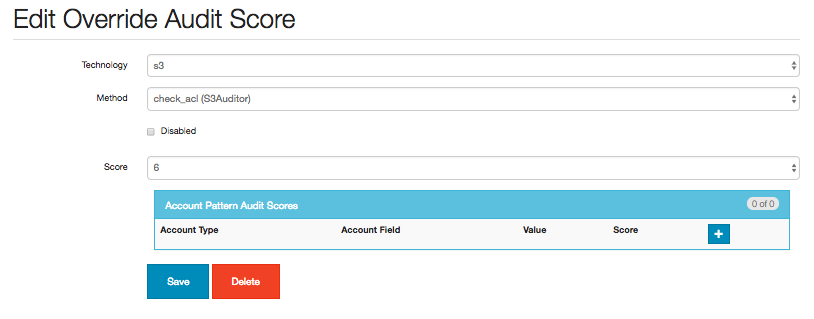 Edit Override Audit Score
Technology s3
Method check_acl (S3Auditor)
Disabled
Score 6
Account Pattern Audit Scores 0 of 0
Account Type Account Field Value Score +
Save Delete